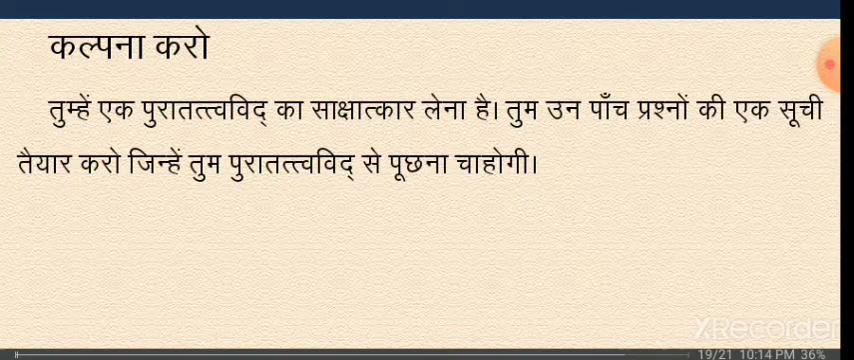 कल्पना करो
तुम्हें एक पुरातत्त्वविद् का साक्षात्कार लेना है। तुम उन पाँच प्रश्नों की एक सूची
तैयार करो जिन्हें तुम पुरातत्त्वविद् से पूछना चाहोगी।
XRecorder
19/21 10:14 PM 36%